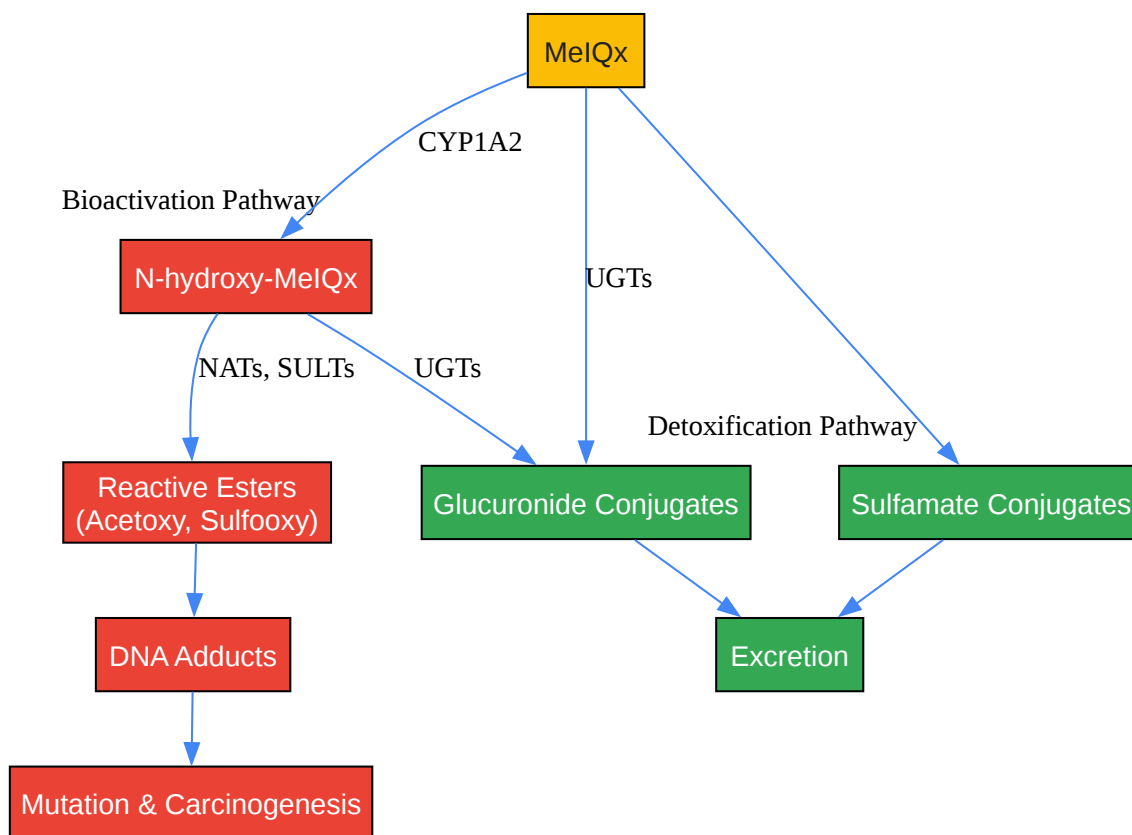 MeIQx
CYP1A2
Bioactivation Pathway
N-hydroxy-MeIQx
UGTs
NATs, SULTs
UGTs
Detoxification Pathway
Reactive Esters
(Acetoxy, Sulfooxy)
Glucuronide Conjugates
Sulfamate Conjugates
DNA Adducts
Excretion
Mutation & Carcinogenesis